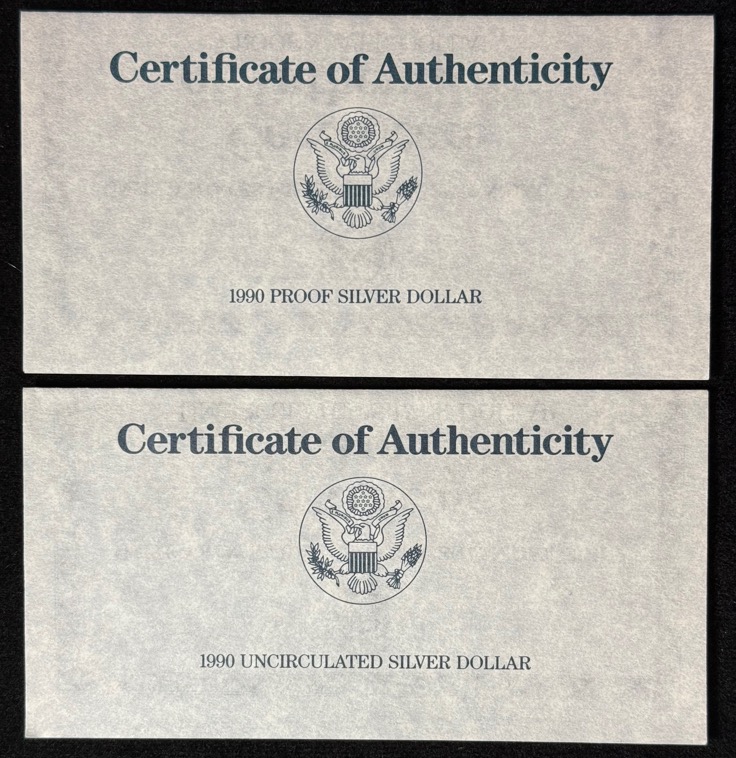 Certificate of Authenticity
1990 PROOF SILVER DOLLAR
Certificate of Authenticity
1990 UNCIRCULATED SILVER DOLLAR